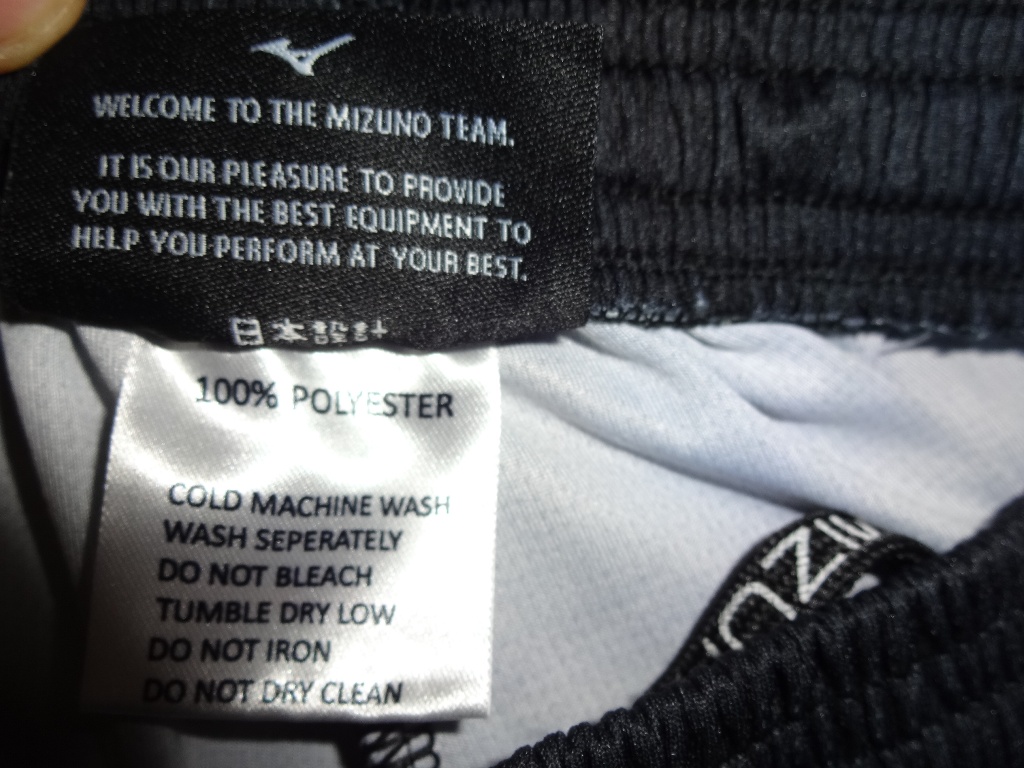 WELCOME TO THE MIZUNO TEAM.
IT IS OUR PLEASURE TO PROVIDE
YOU WITH THE BEST EQUIPMENT TO
HELP YOU PERFORM AT YOUR BEST.
日本設計
100% POLYESTER
COLD MACHINE WASH
WASH SEPERATELY
DO NOT BLEACH
TUMBLE DRY LOW
DO NOT IRON
DO NOT DRY CLEAN